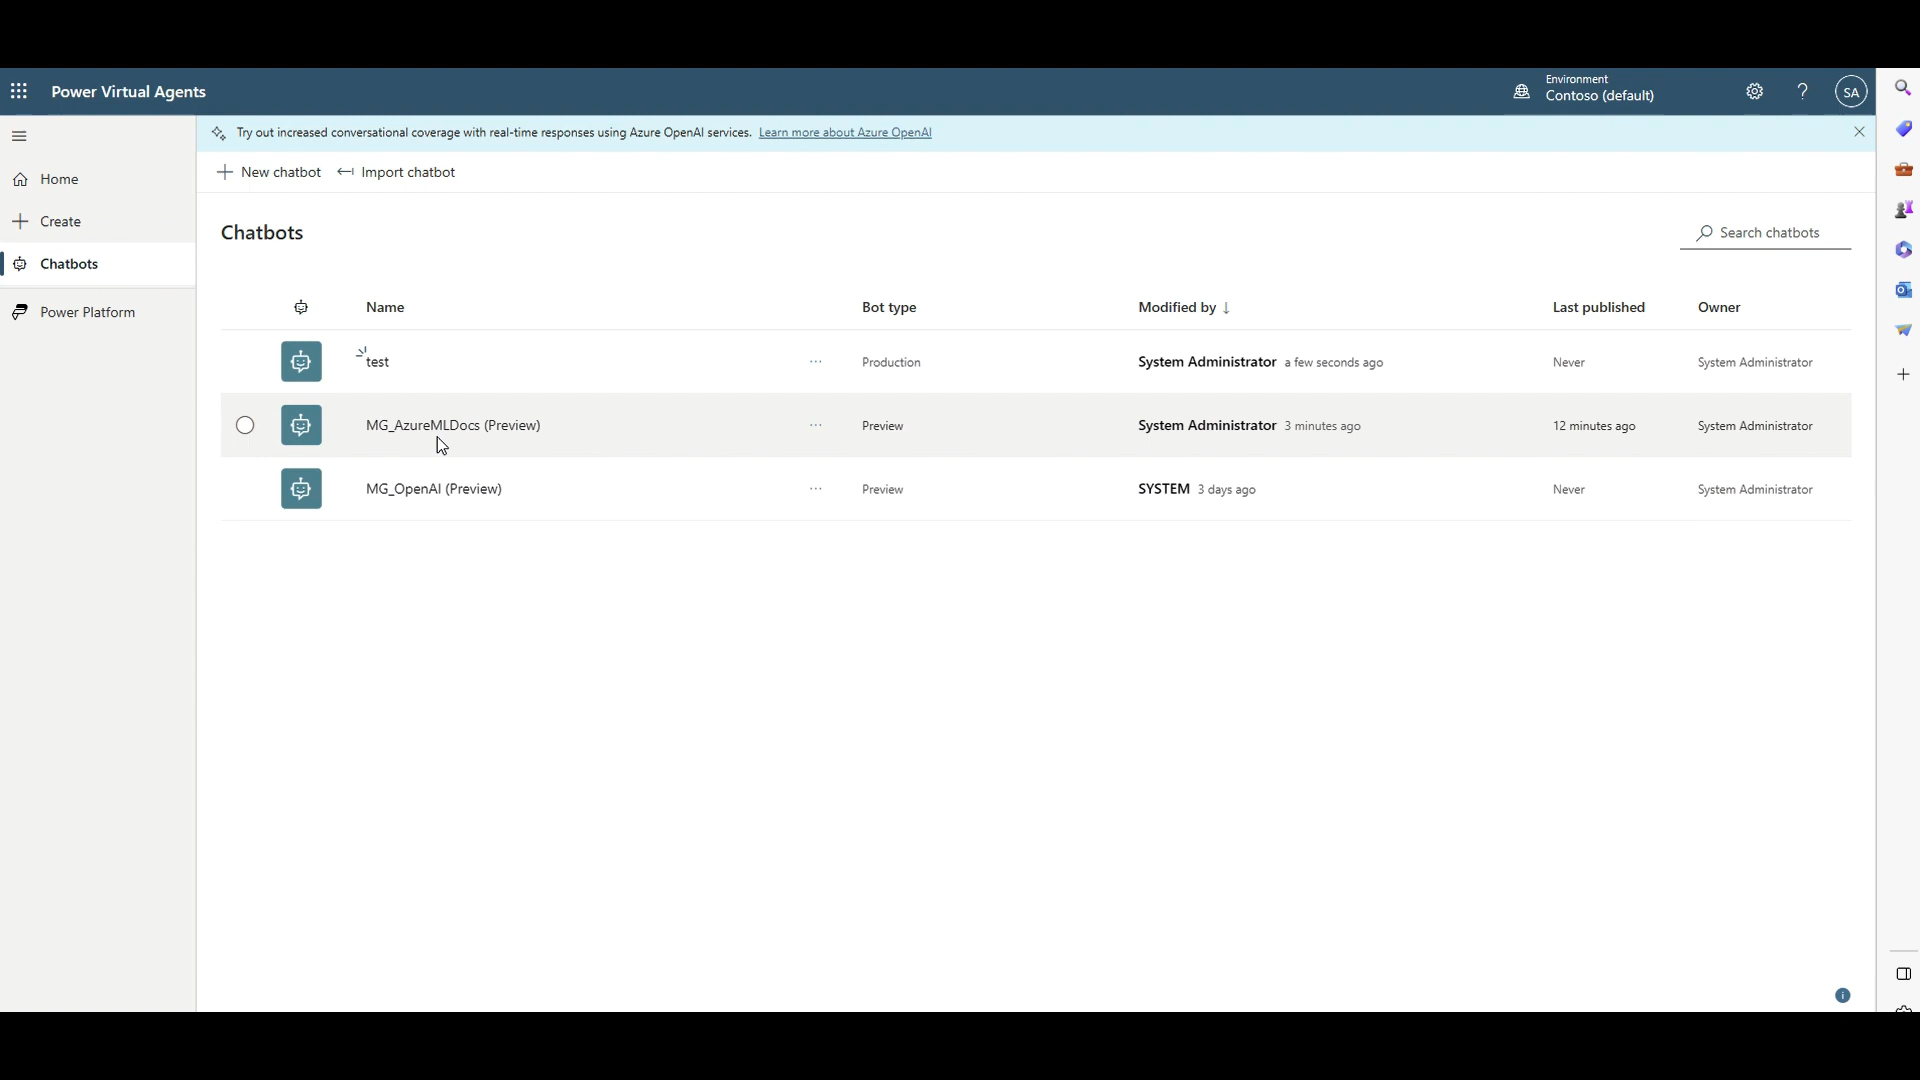 Power Virtual Agents
Environment
Contoso (default)
SA
Try out increased conversational coverage with real-time responses using Azure OpenAI services. Learn more about Azure OpenAI
New chatbot Import chatbot
Home
Create
Chatbots
Power Platform
Chatbots
Search chatbots
Name Bot type Modified by ↓ Last published Owner
test ... Production System Administrator a few seconds ago Never System Administrator
MG_AzureMLDocs (Preview) ... Preview System Administrator 3 minutes ago 12 minutes ago System Administrator
MG_OpenAI (Preview) ... Preview SYSTEM 3 days ago Never System Administrator